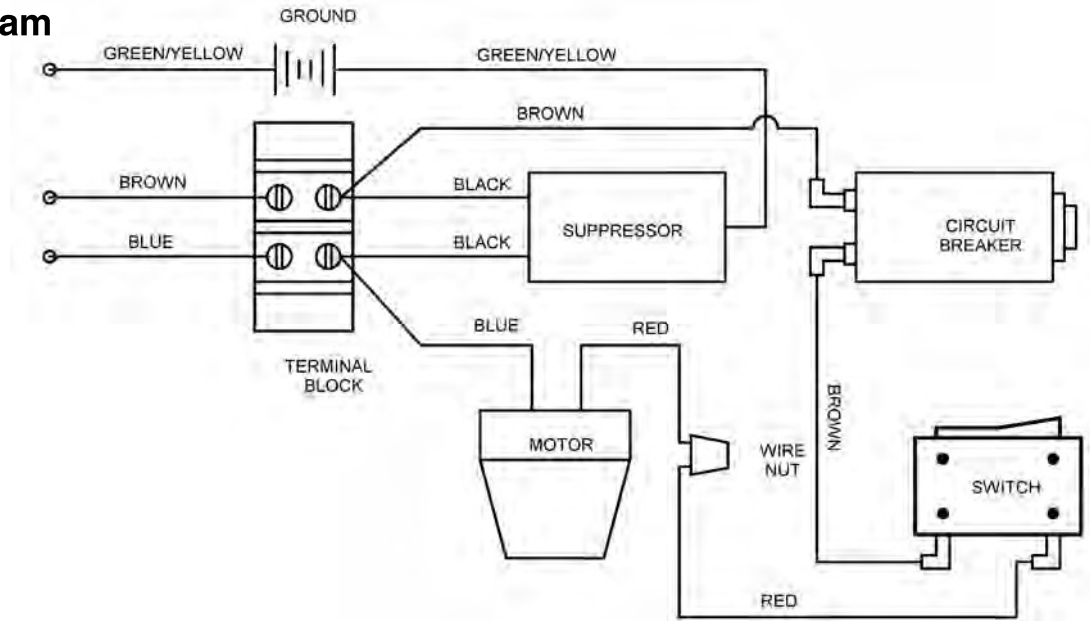 am
GROUND
GREEN/YELLOW
GREEN/YELLOW
BROWN
BROWN
BLACK
SUPPRESSOR
CIRCUIT
BREAKER
BLUE
BLACK
BLUE
RED
TERMINAL
BLOCK
BROWN
MOTOR
WIRE
NUT
SWITCH
RED